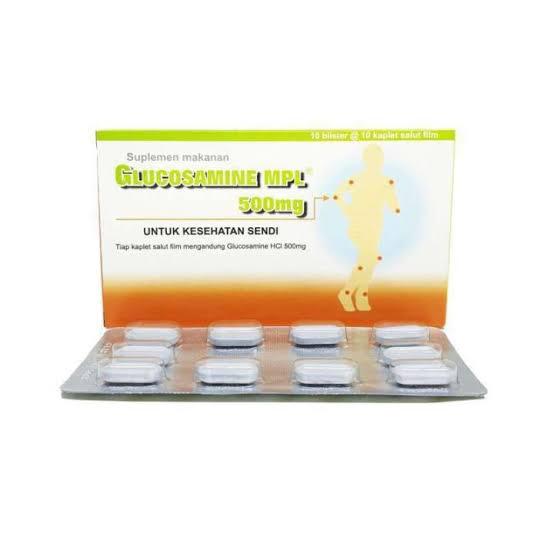 10 blister @ 10 kaplet salut film
Suplemen makanan
GLUCOSAMINE MPL®
500mg
UNTUK KESEHATAN SENDI
Tiap kaplet salut film mengandung Glucosamine HCl 500mg